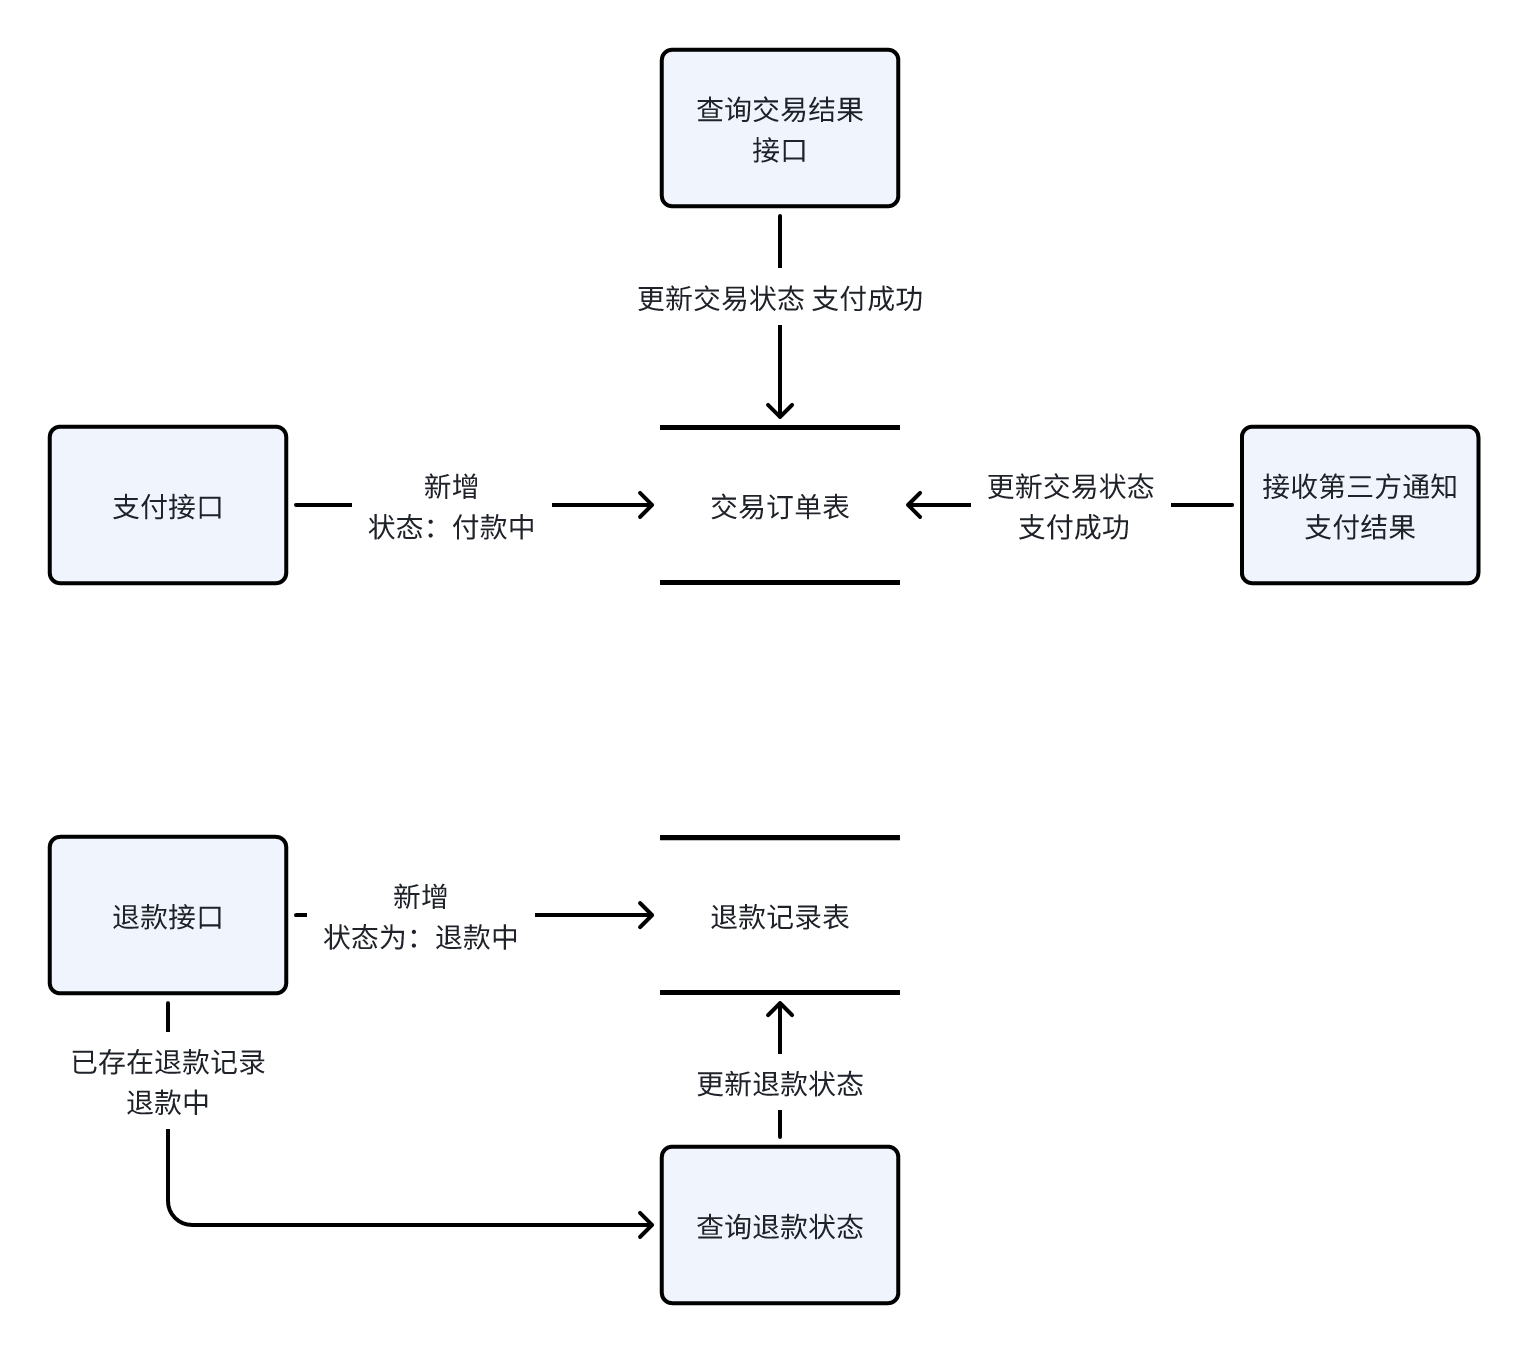 查询交易结果
接口
更新交易状态 支付成功
支付接口
新增
状态：付款中
交易订单表
更新交易状态
支付成功
接收第三方通知
支付结果
退款接口
新增
状态为：退款中
退款记录表
已存在退款记录
退款中
更新退款状态
查询退款状态